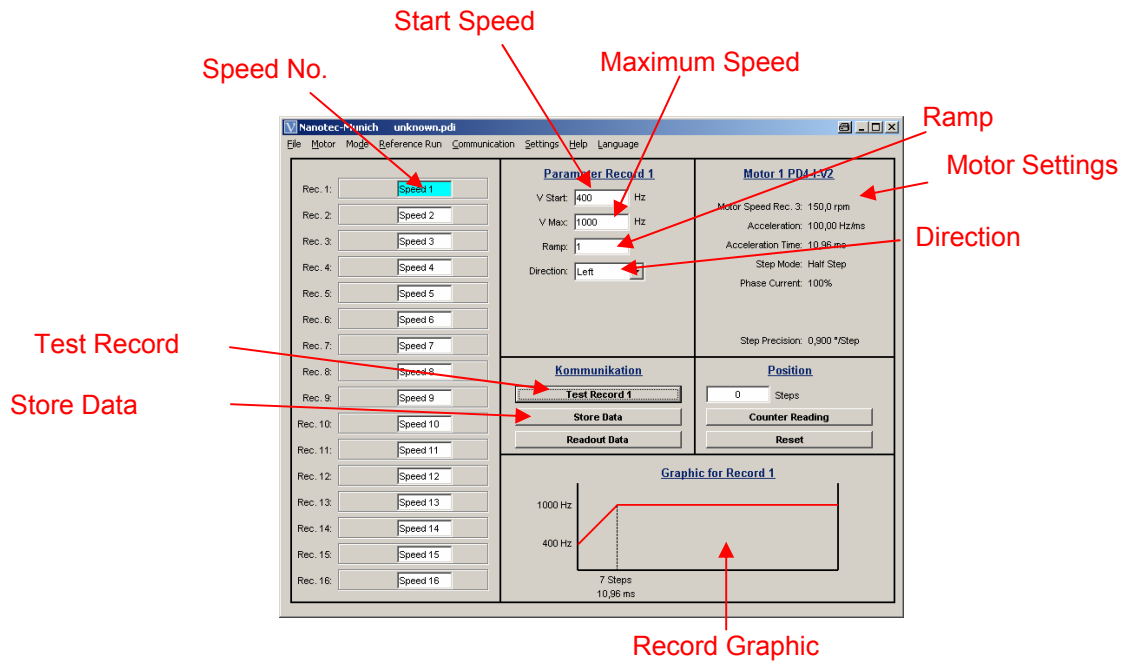 Start Speed
Speed No.
Maximum Speed
Ramp
Motor Settings
Direction
Test Record
Store Data
Record Graphic
V Nanotec-Munich unknown.pdi
File Motor Mode Reference Run Communication Settings Help Language
Rec. 1: Speed 1
Rec. 2: Speed 2
Rec. 3: Speed 3
Rec. 4: Speed 4
Rec. 5: Speed 5
Rec. 6: Speed 6
Rec. 7: Speed 7
Rec. 8: Speed 8
Rec. 9: Speed 9
Rec. 10: Speed 10
Rec. 11: Speed 11
Rec. 12: Speed 12
Rec. 13: Speed 13
Rec. 14: Speed 14
Rec. 15: Speed 15
Rec. 16: Speed 16
Parameter Record 1
V Start: 400 Hz
V Max: 1000 Hz
Ramp: 1
Direction: Left
Motor 1 PD4-I-V2
Motor Speed Rec. 3: 150,0 rpm
Acceleration: 100,00 Hz/ms
Acceleration Time: 10,96 ms
Step Mode: Half Step
Phase Current: 100%
Step Precision: 0,900 °/Step
Kommunikation
Test Record 1
Store Data
Readout Data
Position
0 Steps
Counter Reading
Reset
Graphic for Record 1
1000 Hz
400 Hz
7 Steps
10,96 ms